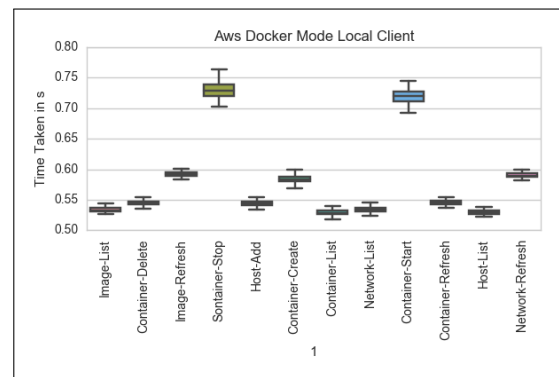 Aws Docker Mode Local Client
Time Taken in s
0.80
0.75
0.70
0.65
0.60
0.55
0.50
Image-List
Container-Delete
Image-Refresh
Sontainer-Stop
Host-Add
Container-Create
Container-List
Network-List
Container-Start
Container-Refresh
Host-List
Network-Refresh
1